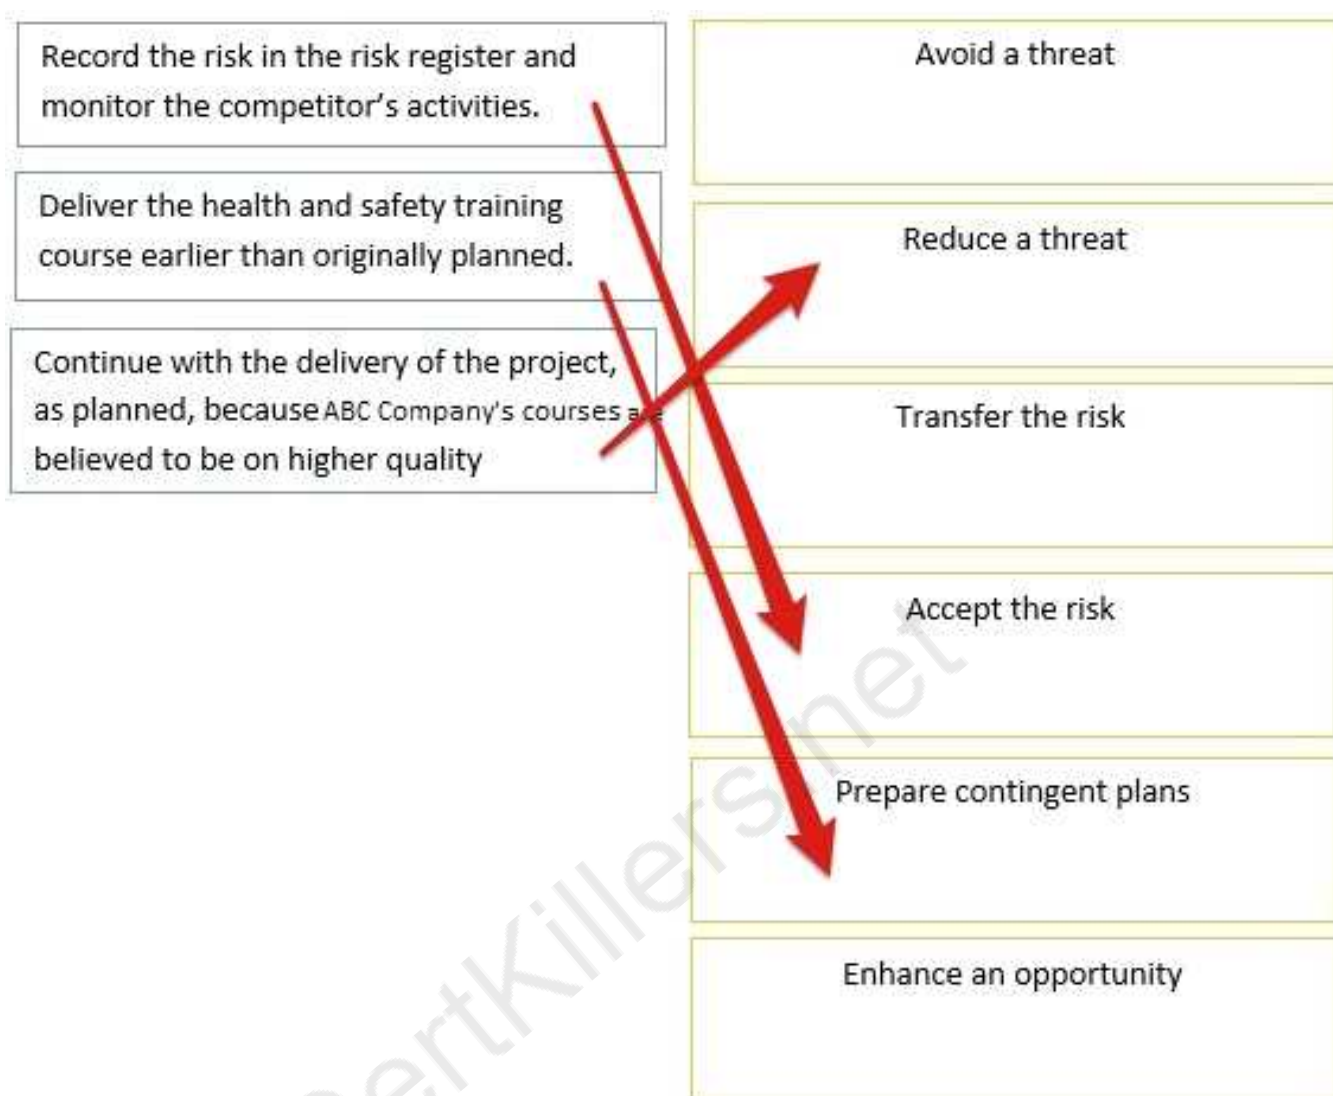 Record the risk in the risk register and
monitor the competitor's activities.
Deliver the health and safety training
course earlier than originally planned.
Continue with the delivery of the project,
as planned, because ABC Company's courses are
believed to be on higher quality
Avoid a threat
Reduce a threat
Transfer the risk
Accept the risk
Prepare contingent plans
Enhance an opportunity